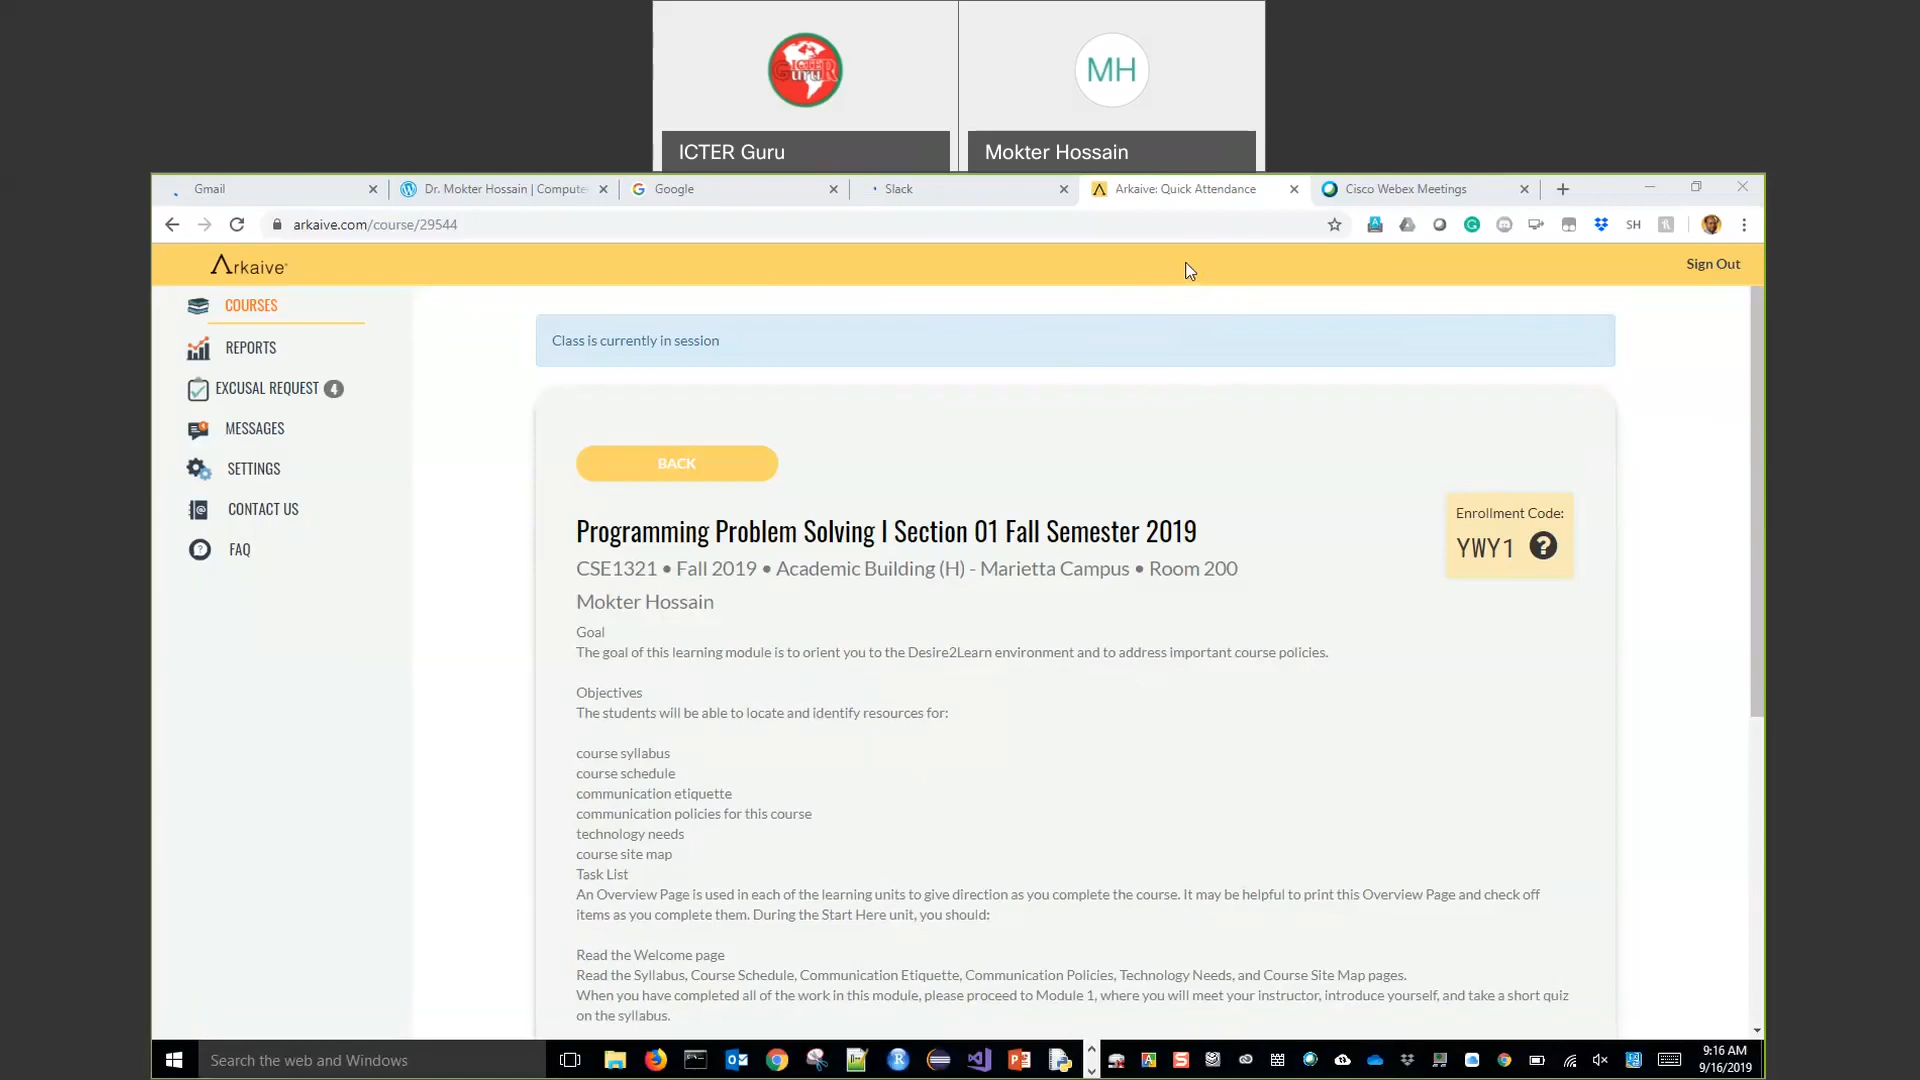 MH
ICTER Guru
Mokter Hossain
Gmail
Dr. Mokter Hossain | Compute
Google
Slack
Arkaive: Quick Attendance
Cisco Webex Meetings
arkaive.com/course/29544
SH
Arkaive
Sign Out
COURSES
REPORTS
EXCUSAL REQUEST 4
MESSAGES
SETTINGS
CONTACT US
FAQ
Class is currently in session
BACK
Programming Problem Solving I Section 01 Fall Semester 2019
CSE1321 • Fall 2019 • Academic Building (H) - Marietta Campus • Room 200
Mokter Hossain
Enrollment Code:
YWY1 ?
Goal
The goal of this learning module is to orient you to the Desire2Learn environment and to address important course policies.
Objectives
The students will be able to locate and identify resources for:
course syllabus
course schedule
communication etiquette
communication policies for this course
technology needs
course site map
Task List
An Overview Page is used in each of the learning units to give direction as you complete the course. It may be helpful to print this Overview Page and check off
items as you complete them. During the Start Here unit, you should:
Read the Welcome page
Read the Syllabus, Course Schedule, Communication Etiquette, Communication Policies, Technology Needs, and Course Site Map pages.
When you have completed all of the work in this module, please proceed to Module 1, where you will meet your instructor, introduce yourself, and take a short quiz
on the syllabus.
Search the web and Windows
9:16 AM
9/16/2019